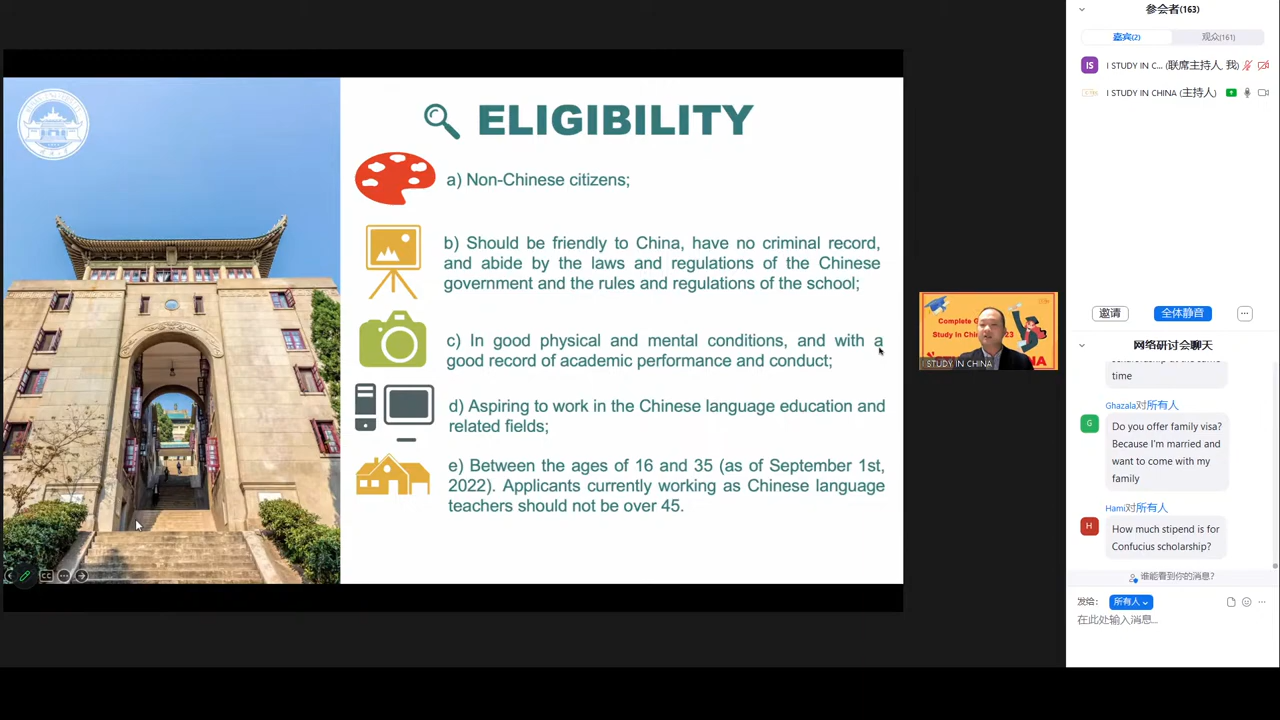 ELIGIBILITY
a) Non-Chinese citizens;
b) Should be friendly to China, have no criminal record,
and abide by the laws and regulations of the Chinese
government and the rules and regulations of the school;
c) In good physical and mental conditions, and with a
good record of academic performance and conduct;
d) Aspiring to work in the Chinese language education and
related fields;
e) Between the ages of 16 and 35 (as of September 1st,
2022). Applicants currently working as Chinese language
teachers should not be over 45.
CC
I STUDY IN CHINA
参会者(163)
嘉宾(2)
观众(161)
IS
I STUDY IN C... (联席主持人, 我)
I STUDY IN CHINA (主持人)
邀请
全体静音
...
网络研讨会聊天
time
Ghazala对所有人
G
Do you offer family visa?
Because I'm married and
want to come with my
family
Hami对所有人
H
How much stipend is for
Confucius scholarship?
谁能看到你的消息?
发给:
所有人
在此处输入消息...